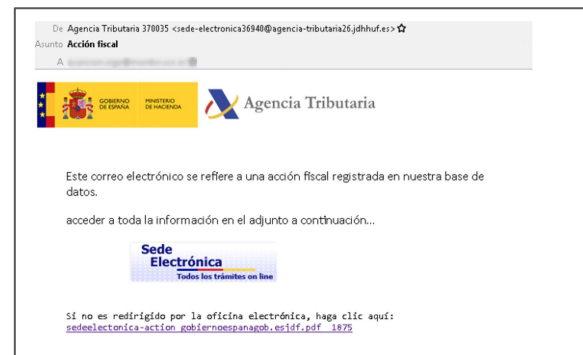 De Agencia Tributaria 370035 <sede-electronica36940@agencia-tributaria26.jdhhuf.es>
Asunto Acción fiscal
A
GOBIERNO MINISTERIO
DE ESPAÑA DE HACIENDA
Agencia Tributaria
Este correo electrónico se refiere a una acción fiscal registrada en nuestra base de
datos.
acceder a toda la información en el adjunto a continuación...
Sede
Electrónica
Todos los trámites on line
Si no es redirigido por la oficina electrónica, haga clic aquí:
sedeelectonica-action_gobiernoespanagob.esjdf.pdf 1875